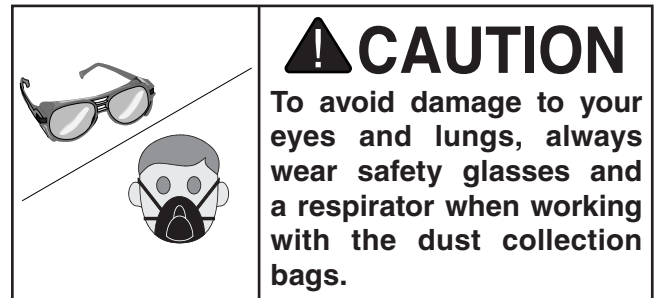 CAUTION
To avoid damage to your
eyes and lungs, always
wear safety glasses and
a respirator when working
with the dust collection
bags.